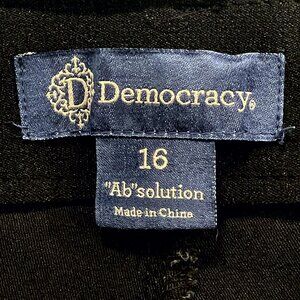 D Democracy®
16
"Ab"solution
Made in China